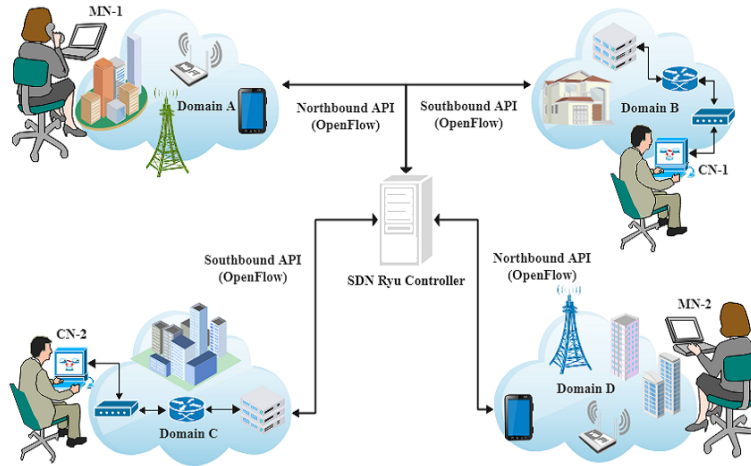 MN-1
Domain A
Northbound API
(OpenFlow)
Southbound API
(OpenFlow)
Domain B
CN-1
Southbound API
(OpenFlow)
SDN Ryu Controller
Northbound API
(OpenFlow)
MN-2
CN-2
Domain C
Domain D